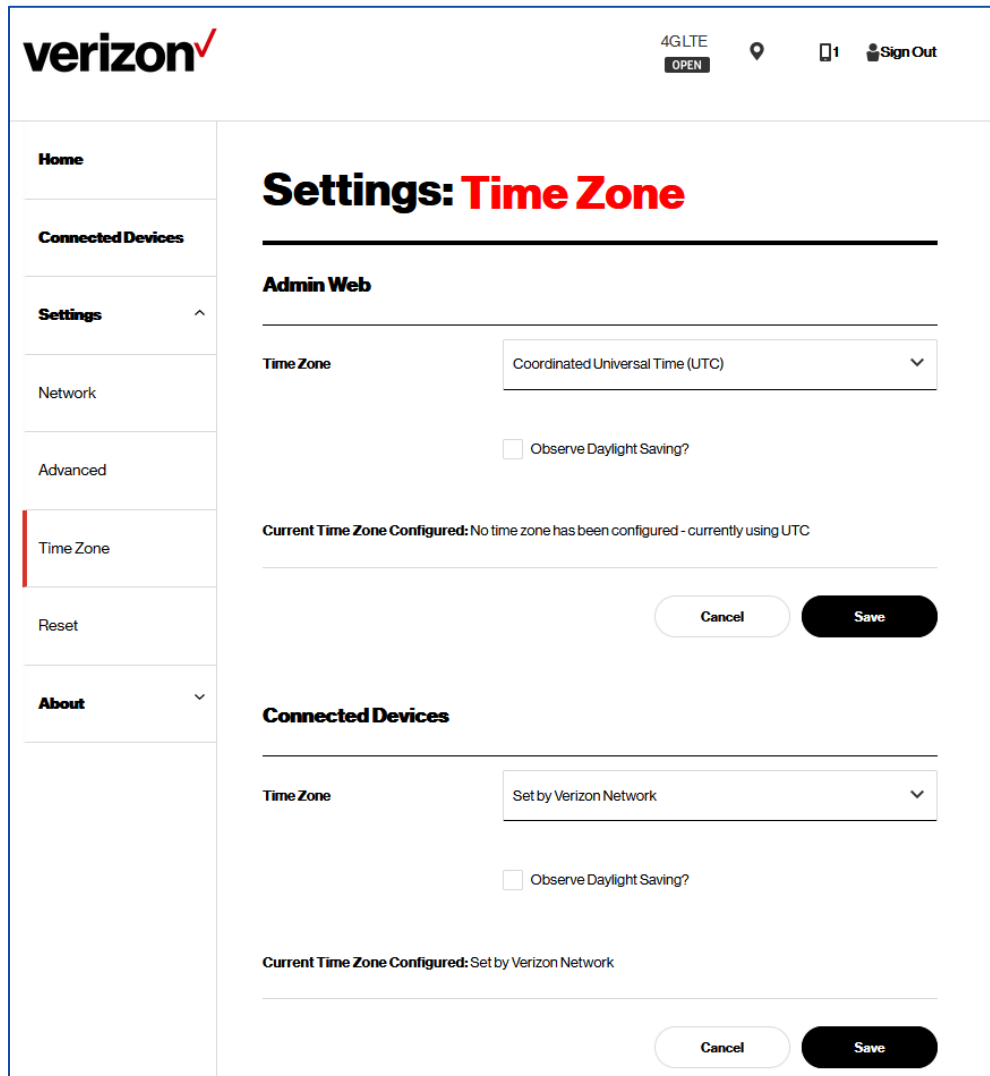 verizon
4G LTE
OPEN
1
Sign Out
Home
Connected Devices
Settings
Network
Advanced
Time Zone
Reset
About
Settings: Time Zone
Admin Web
Time Zone
Coordinated Universal Time (UTC)
Observe Daylight Saving?
Current Time Zone Configured: No time zone has been configured - currently using UTC
Cancel
Save
Connected Devices
Time Zone
Set by Verizon Network
Observe Daylight Saving?
Current Time Zone Configured: Set by Verizon Network
Cancel
Save